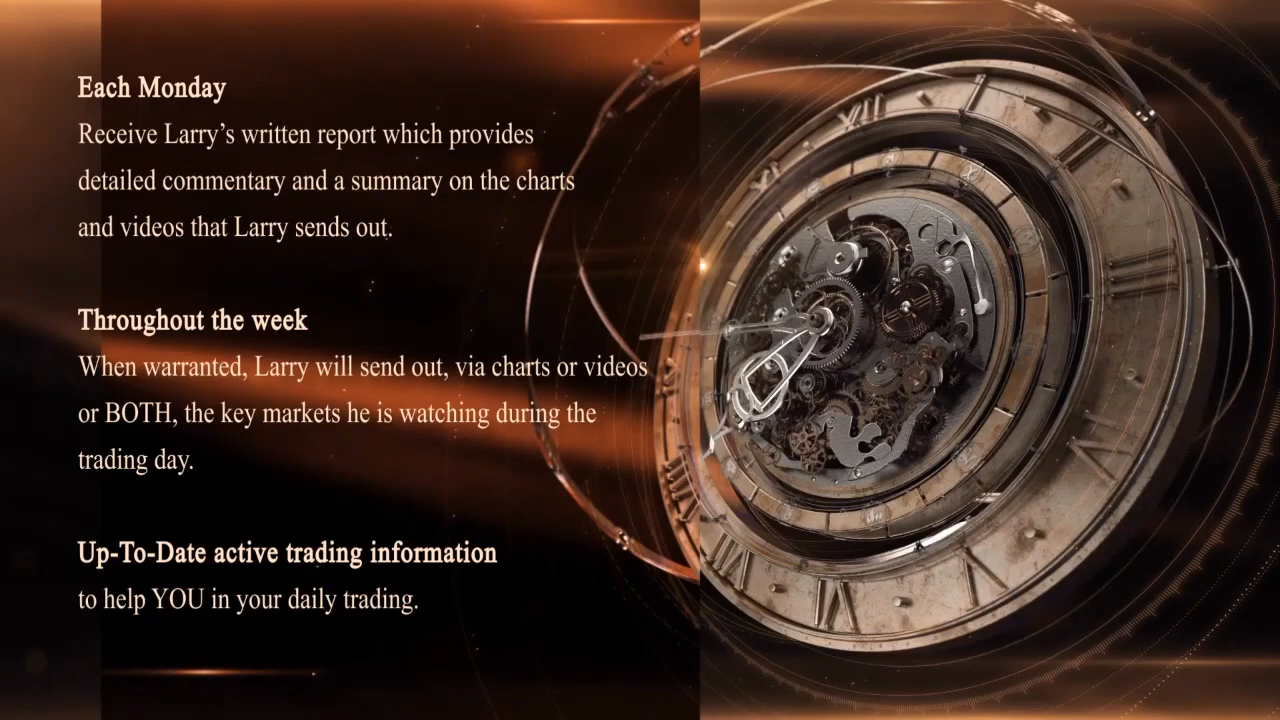 Each Monday
Receive Larry’s written report which provides
detailed commentary and a summary on the charts
and videos that Larry sends out.
Throughout the week
When warranted, Larry will send out, via charts or videos
or BOTH, the key markets he is watching during the
trading day.
Up-To-Date active trading information
to help YOU in your daily trading.